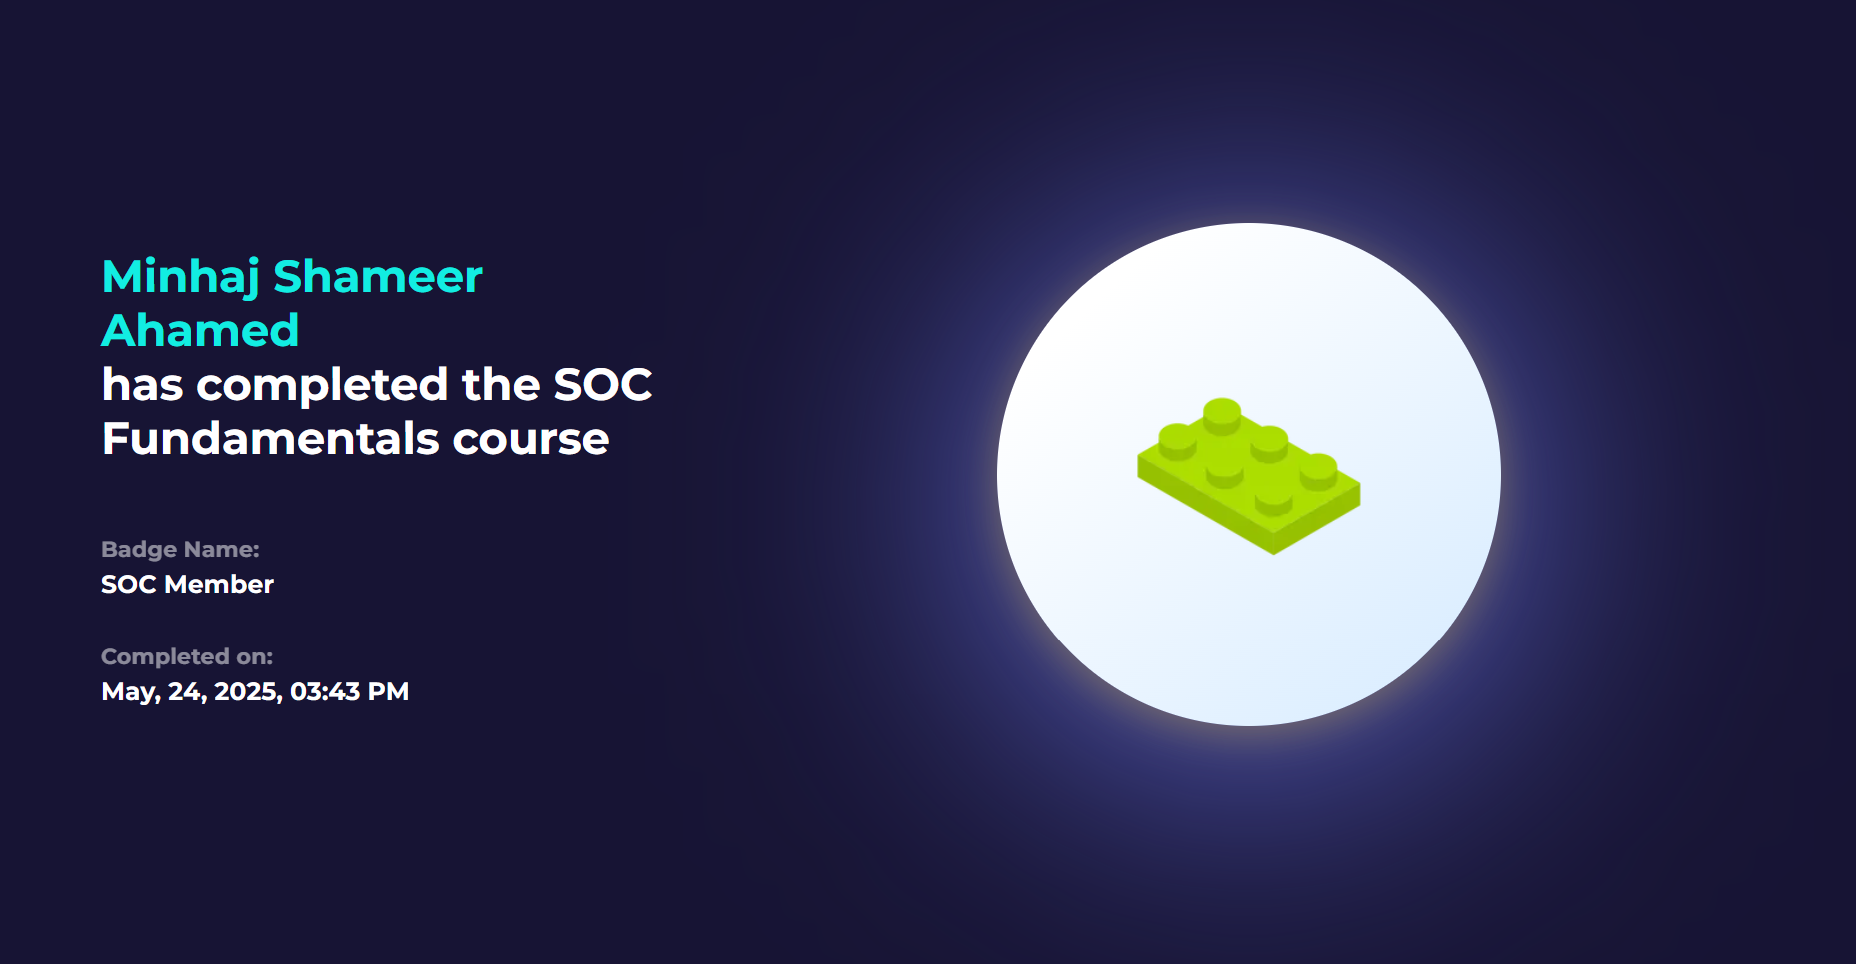 Minhaj Shameer
Ahamed
has completed the SOC
Fundamentals course
Badge Name:
SOC Member
Completed on:
May, 24, 2025, 03:43 PM